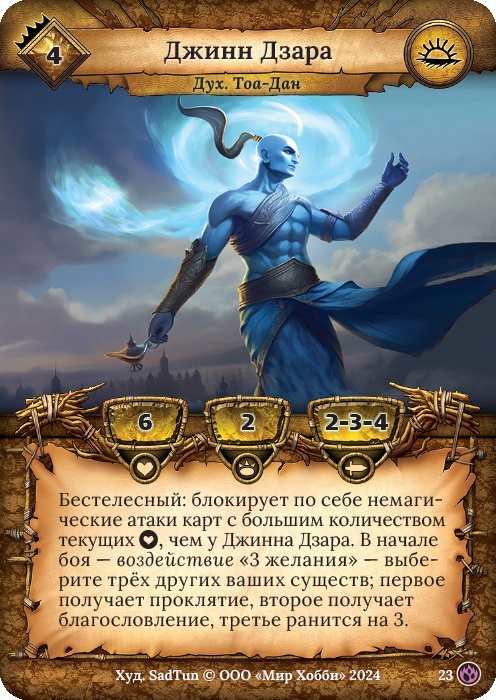 4
Джинн Дзара
Дух. Тоа-Дан
6
2
2-3-4
Бестелесный: блокирует по себе немаги-
ческие атаки карт с большим количеством
текущих, чем у Джинна Дзара. В начале
боя — воздействие «3 желания» — выбе-
рите трёх других ваших существ; первое
получает проклятие, второе получает
благословление, третье ранится на 3.
Худ. SadTun © ООО «Мир Хобби» 2024
23